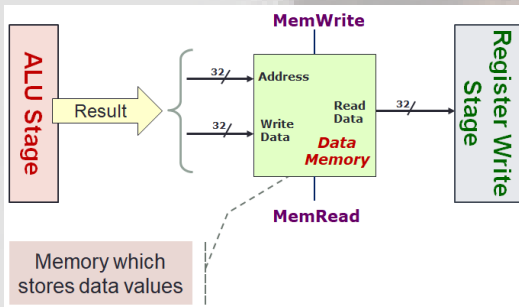 MemWrite
ALU Stage
Result
32
Address
32
Write
Data
Read
Data
Data
Memory
32
Register Write
Stage
MemRead
Memory which
stores data values